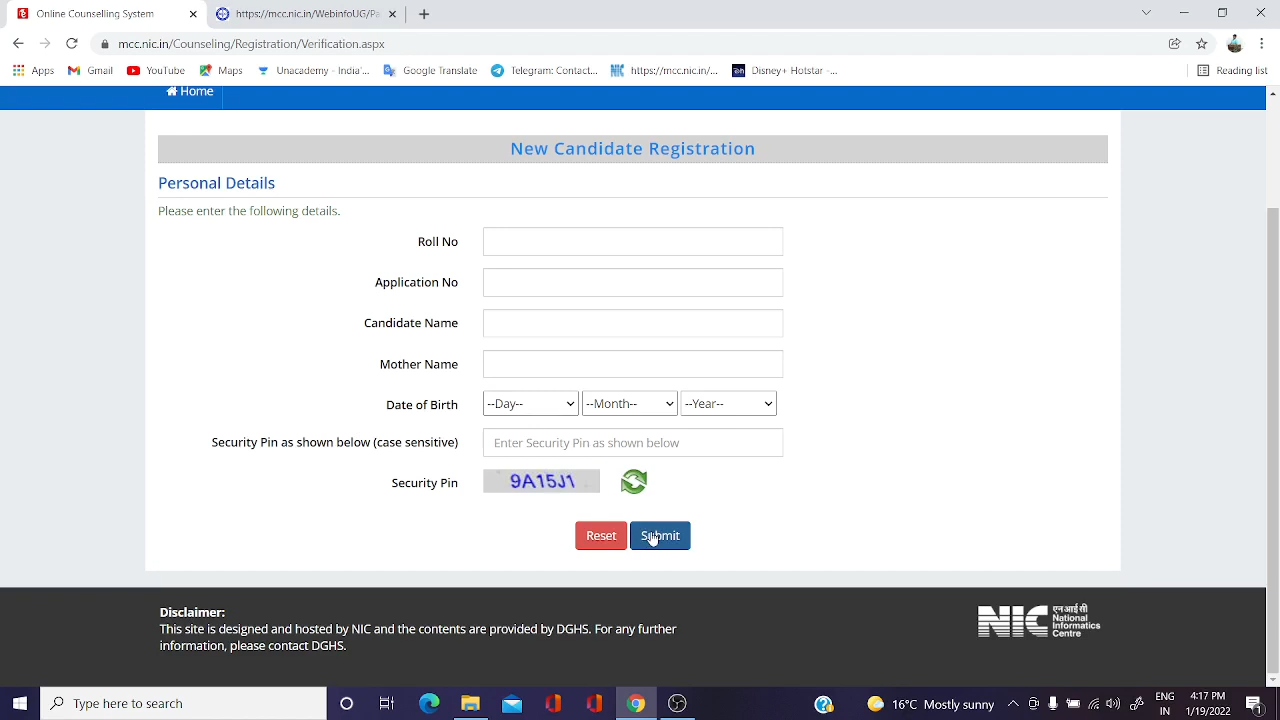 Online Counselling System
https://mcc.nic.in/WebinfoUG/Pa
mcc.nic.in/Counseling/Registration/Verification.aspx
Apps
Gmail
YouTube
Maps
Unacademy - India'...
Google Translate
Telegram: Contact...
https://mcc.nic.in/...
Disney+ Hotstar -...
Reading list
Home
New Candidate Registration
Personal Details
Please enter the following details.
Roll No
Application No
Candidate Name
Mother Name
Date of Birth --Day-- --Month-- --Year--
Security Pin as shown below (case sensitive) Enter Security Pin as shown below
Security Pin 9A15J1
Reset Submit
Disclaimer:
This site is designed and hosted by NIC and the contents are provided by DGHS. For any further
information, please contact DGHS.
NIC
एन आई सी
National
Informatics
Centre
Type here to search
16°C Mostly sunny
ENG
IN
4:17 PM
1/19/2022